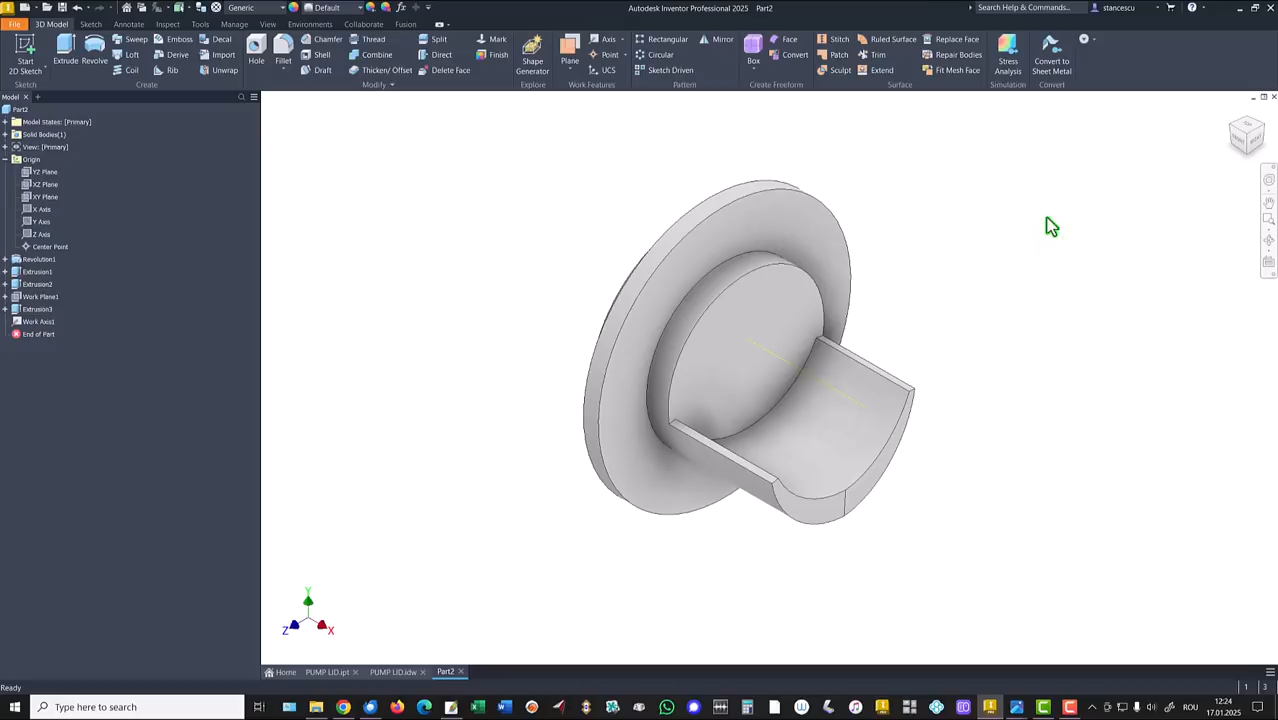 Generic
Default
Autodesk Inventor Professional 2025 Part2
Search Help & Commands...
stancescu
File 3D Model Sketch Annotate Inspect Tools Manage View Environments Collaborate Fusion
Start
2D Sketch
Extrude
Revolve
Sweep Emboss Decal
Loft Derive Import
Coil Rib Unwrap
Hole
Fillet
Chamfer Thread
Shell Combine
Draft Thicken/ Offset
Split
Direct
Delete Face
Mark
Finish
Shape
Generator
Plane
Axis
Point
UCS
Rectangular Mirror
Circular
Sketch Driven
Box
Face
Convert
Stitch Ruled Surface Replace Face
Patch Trim Repair Bodies
Sculpt Extend Fit Mesh Face
Stress
Analysis
Convert to
Sheet Metal
Sketch Create Modify Explore Work Features Pattern Create Freeform Surface Simulation Convert
Model
Part2
Model States: [Primary]
Solid Bodies(1)
View: [Primary]
Origin
YZ Plane
XZ Plane
XY Plane
X Axis
Y Axis
Z Axis
Center Point
Revolution1
Extrusion1
Extrusion2
Work Plane1
Extrusion3
Work Axis1
End of Part
Y
Z
X
Home PUMP LID.ipt PUMP LID.idw Part2
Ready
1 3
Type here to search
ROU
12:24
17.01.2025